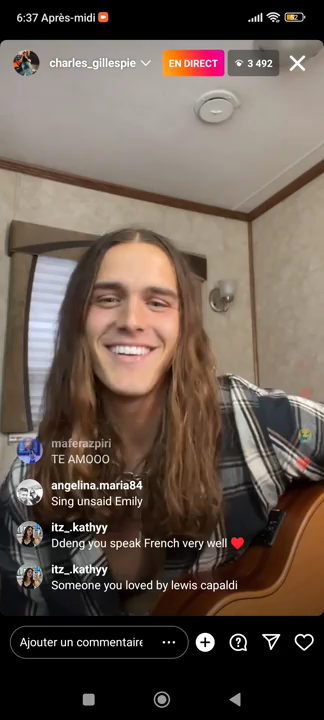 6:37 Après-midi
52
charles_gillespie
EN DIRECT
3 492
maferazpiri
TE AMOOO
angelina.maria84
Sing unsaid Emily
itz_.kathyy
Ddeng you speak French very well ❤️
itz_.kathyy
Someone you loved by lewis capaldi
Ajouter un commentaire